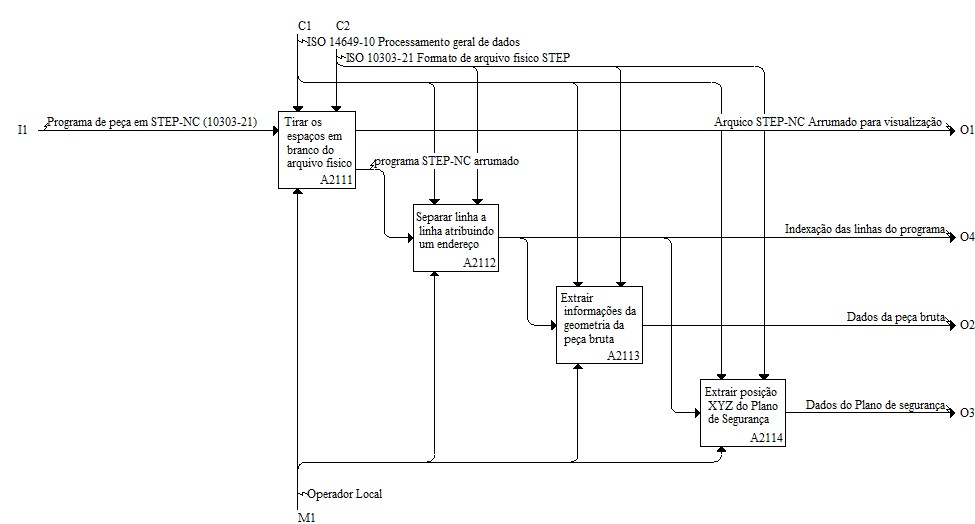 C1
C2
ISO 14649-10 Processamento geral de dados
ISO 10303-21 Formato de arquivo fisico STEP
I1
Programa de peça em STEP-NC (10303-21)
Tirar os
espaços em
branco do
arquivo fisico
A2111
Arquico STEP-NC Arrumado para visualização
O1
programa STEP-NC arrumado
Separar linha a
linha atribuindo
um endereço
A2112
Indexação das linhas do programa
O4
Extrair
informações da
geometria da
peça bruta
A2113
Dados da peça bruta
O2
Extrair posição
XYZ do Plano
de Segurança
A2114
Dados do Plano de segurança
O3
Operador Local
M1